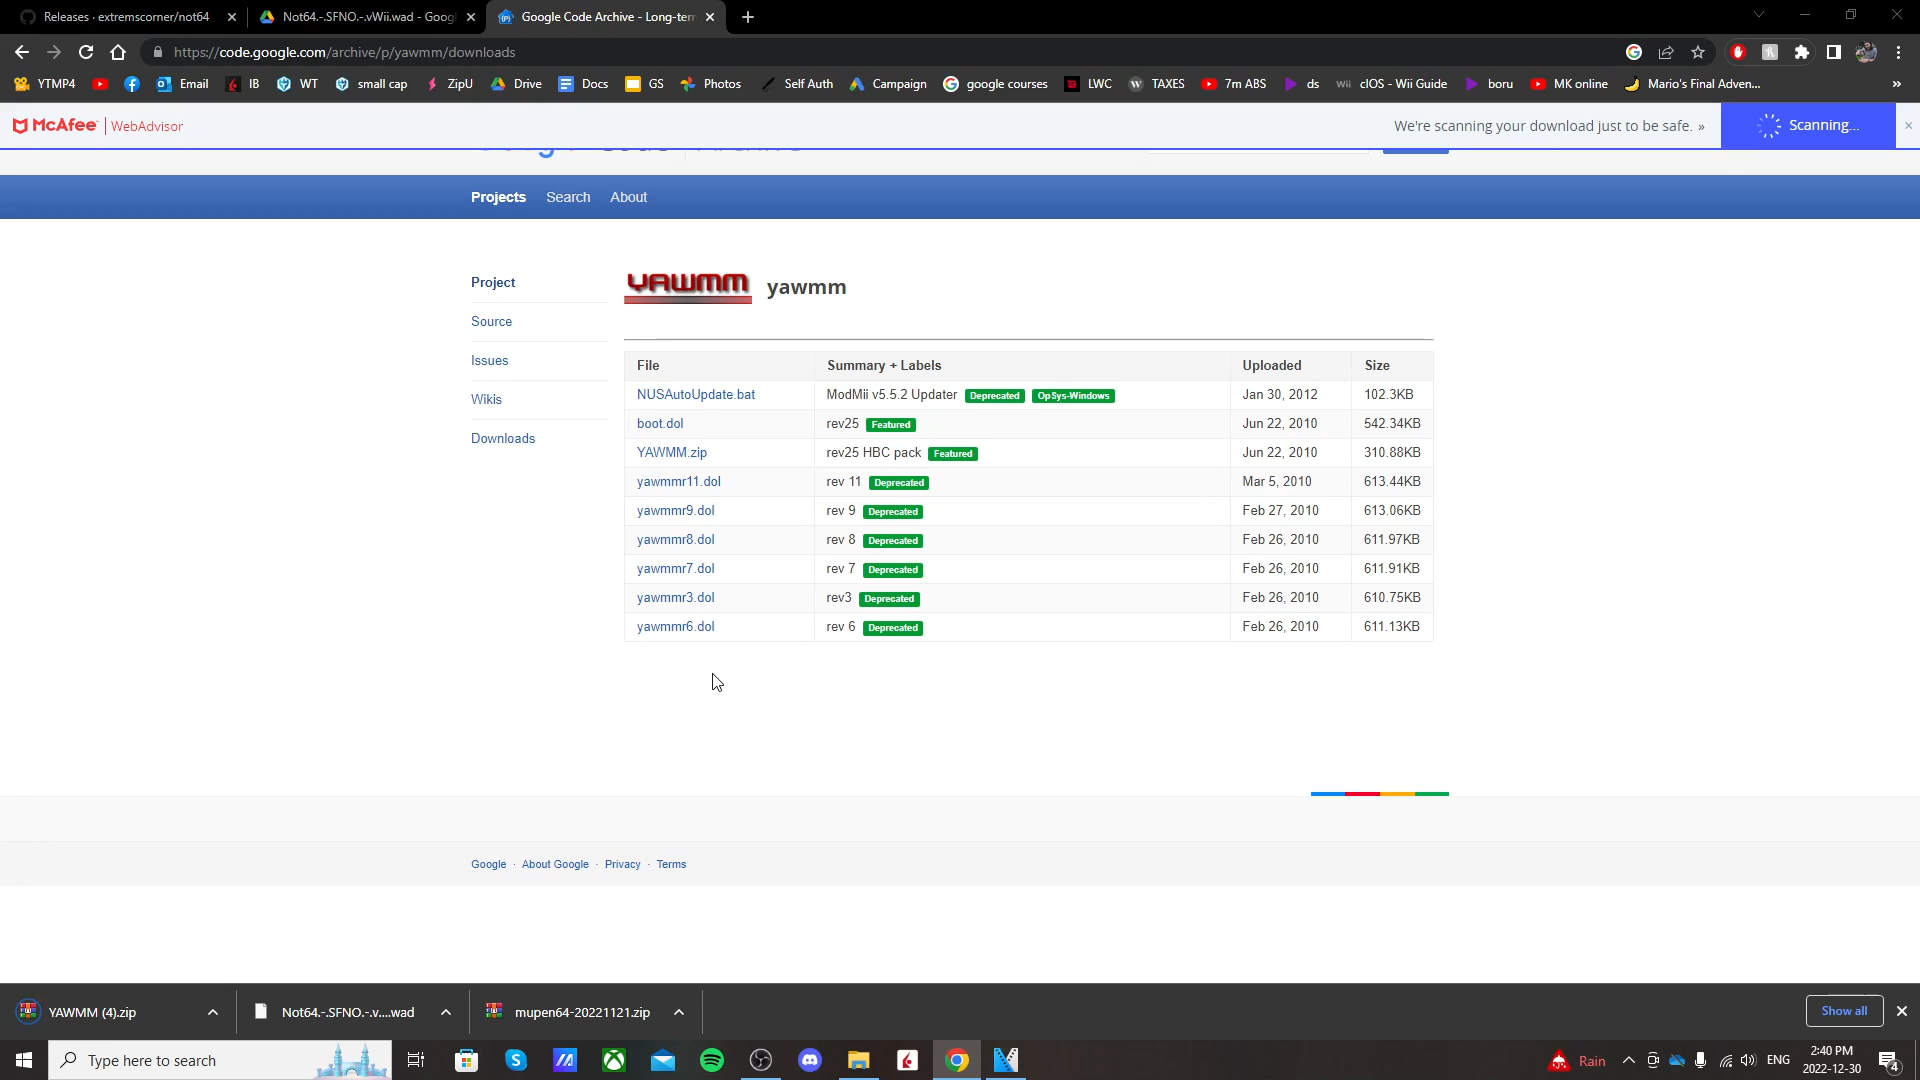 Releases · extremscorner/not64
Not64.-.SFNO.-.vWii.wad - Goog
Google Code Archive - Long-ter
https://code.google.com/archive/p/yawmm/downloads
YTMP4
Email
IB
WT
small cap
ZipU
Drive
Docs
GS
Photos
Self Auth
Campaign
google courses
LWC
TAXES
7m ABS
ds
Wii
cIOS - Wii Guide
boru
MK online
Mario's Final Adven...
»
McAfee | WebAdvisor
We're scanning your download just to be safe. »
Scanning...
Projects
Search
About
Project
Source
Issues
Wikis
Downloads
YAWMM
yawmm
File Summary + Labels Uploaded Size
NUSAutoUpdate.bat ModMii v5.5.2 Updater Deprecated OpSys-Windows Jan 30, 2012 102.3KB
boot.dol rev25 Featured Jun 22, 2010 542.34KB
YAWMM.zip rev25 HBC pack Featured Jun 22, 2010 310.88KB
yawmmr11.dol rev 11 Deprecated Mar 5, 2010 613.44KB
yawmmr9.dol rev 9 Deprecated Feb 27, 2010 613.06KB
yawmmr8.dol rev 8 Deprecated Feb 26, 2010 611.97KB
yawmmr7.dol rev 7 Deprecated Feb 26, 2010 611.91KB
yawmmr3.dol rev3 Deprecated Feb 26, 2010 610.75KB
yawmmr6.dol rev 6 Deprecated Feb 26, 2010 611.13KB
Google · About Google · Privacy · Terms
YAWMM (4).zip
Not64.-.SFNO.-.v....wad
mupen64-20221121.zip
Show all
Type here to search
Rain
ENG
2:40 PM
2022-12-30
4